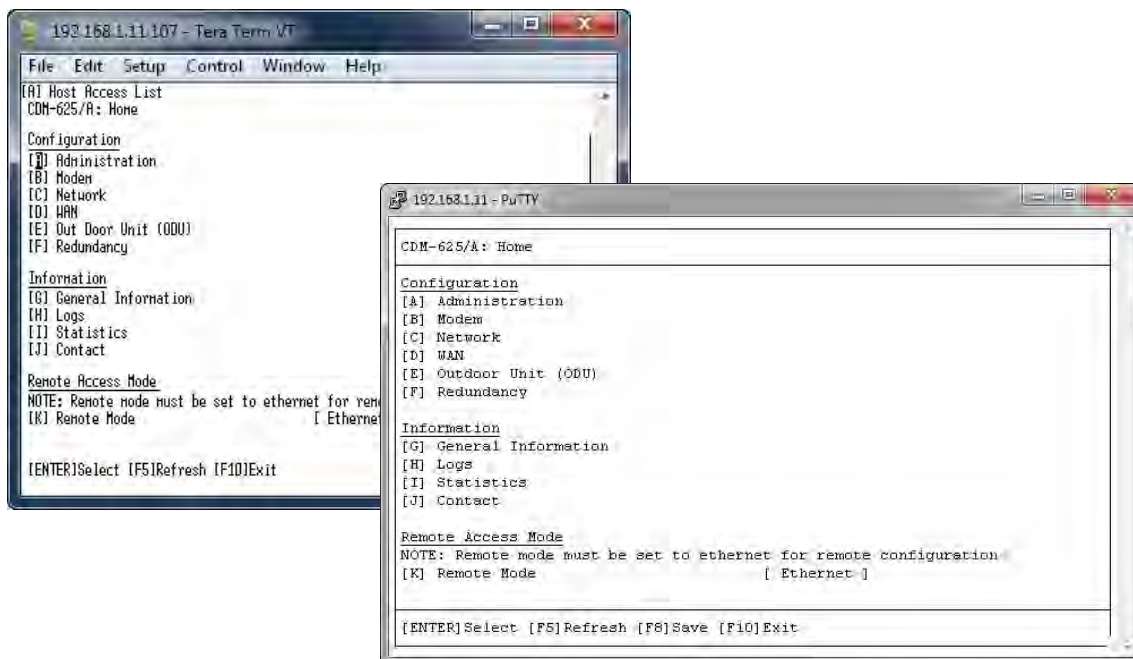 192.168.1.11:107 - Tera Term VT
File Edit Setup Control Window Help
[A] Host Access List
CDM-625/A: Home
Configuration
[A] Administration
[B] Modem
[C] Network
[D] WAN
[E] Out Door Unit (ODU)
[F] Redundancy
Information
[G] General Information
[H] Logs
[I] Statistics
[J] Contact
Remote Access Mode
NOTE: Remote mode must be set to ethernet for rem
[K] Remote Mode [ Ethernet
[ENTER]Select [F5]Refresh [F10]Exit
192.168.1.11 - PuTTY
CDM-625/A: Home
Configuration
[A] Administration
[B] Modem
[C] Network
[D] WAN
[E] Outdoor Unit (ODU)
[F] Redundancy
Information
[G] General Information
[H] Logs
[I] Statistics
[J] Contact
Remote Access Mode
NOTE: Remote mode must be set to ethernet for remote configuration
[K] Remote Mode [ Ethernet ]
[ENTER]Select [F5]Refresh [F8]Save [F10]Exit